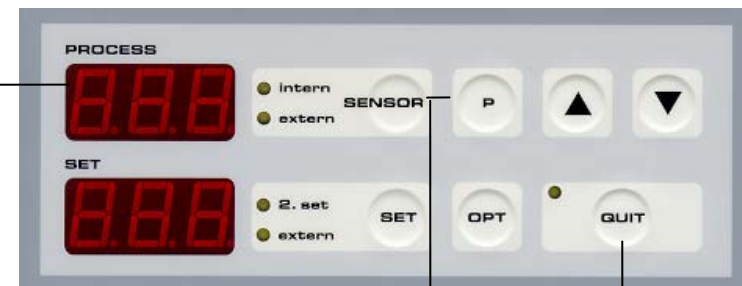 PROCESS
intern
SENSOR
extern
P
SET
2. set
SET
OPT
QUIT
extern